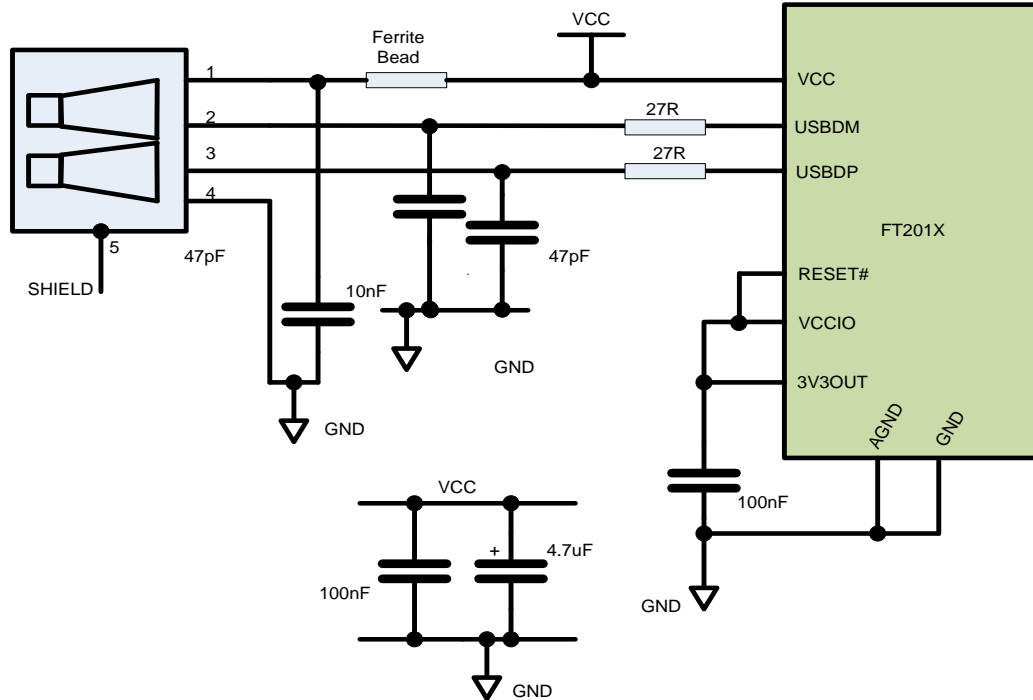 VCC
Ferrite
Bead
1
VCC
27R
2
USBDM
27R
3
USBDP
4
FT201X
5
47pF
47pF
SHIELD
RESET#
10nF
VCCIO
GND
3V3OUT
GND
AGND
GND
VCC
100nF
+
4.7uF
100nF
GND
GND